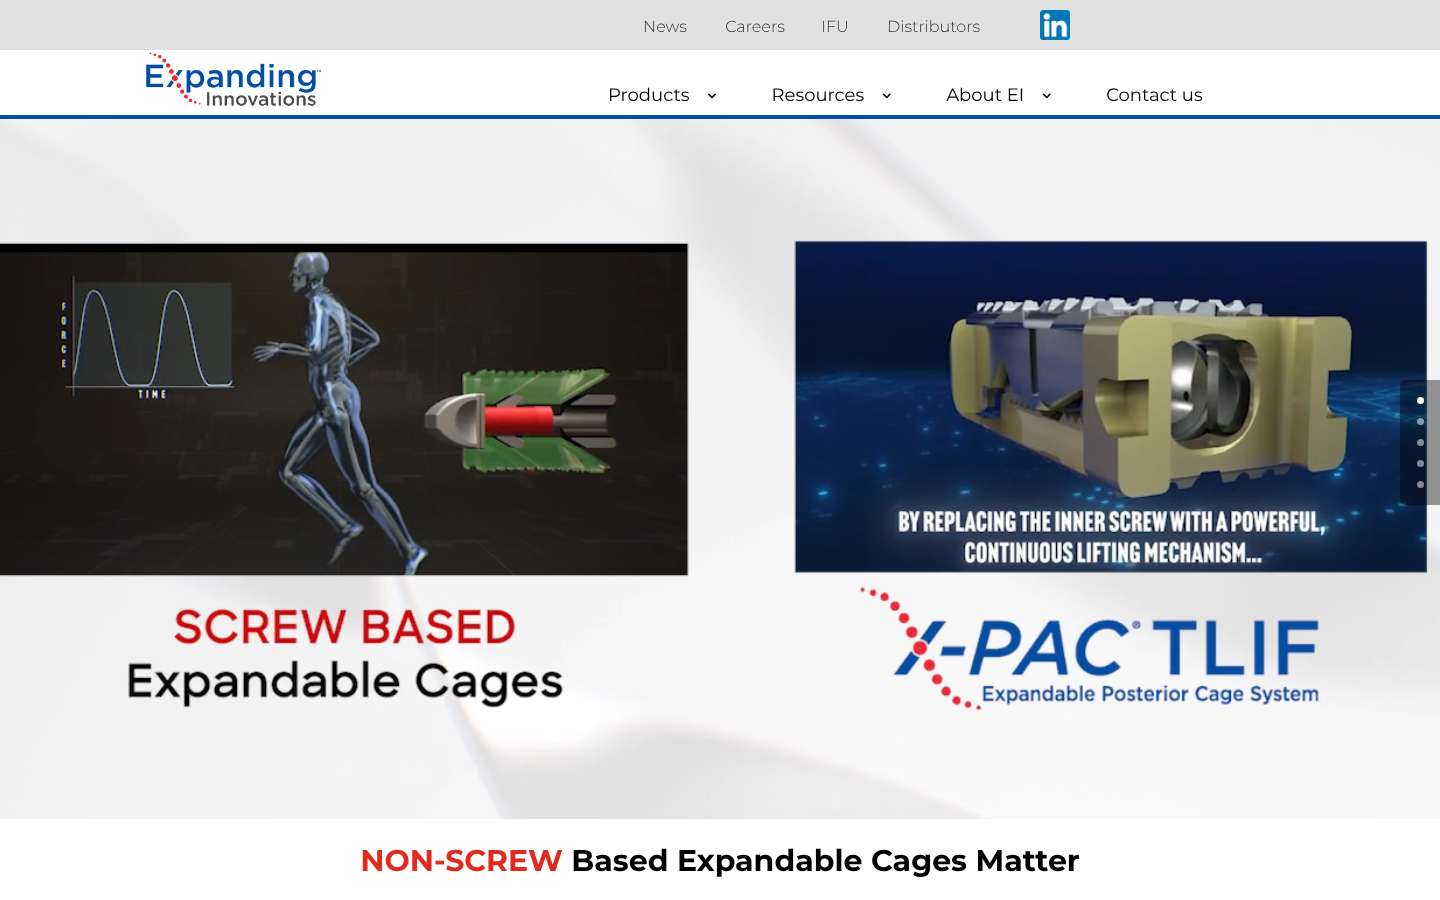 News Careers IFU Distributors in
Expanding™
Innovations
Products Resources About EI Contact us
FORCE
TIME
BY REPLACING THE INNER SCREW WITH A POWERFUL,
CONTINUOUS LIFTING MECHANISM...
SCREW BASED
Expandable Cages
X-PAC® TLIF
Expandable Posterior Cage System
NON-SCREW Based Expandable Cages Matter